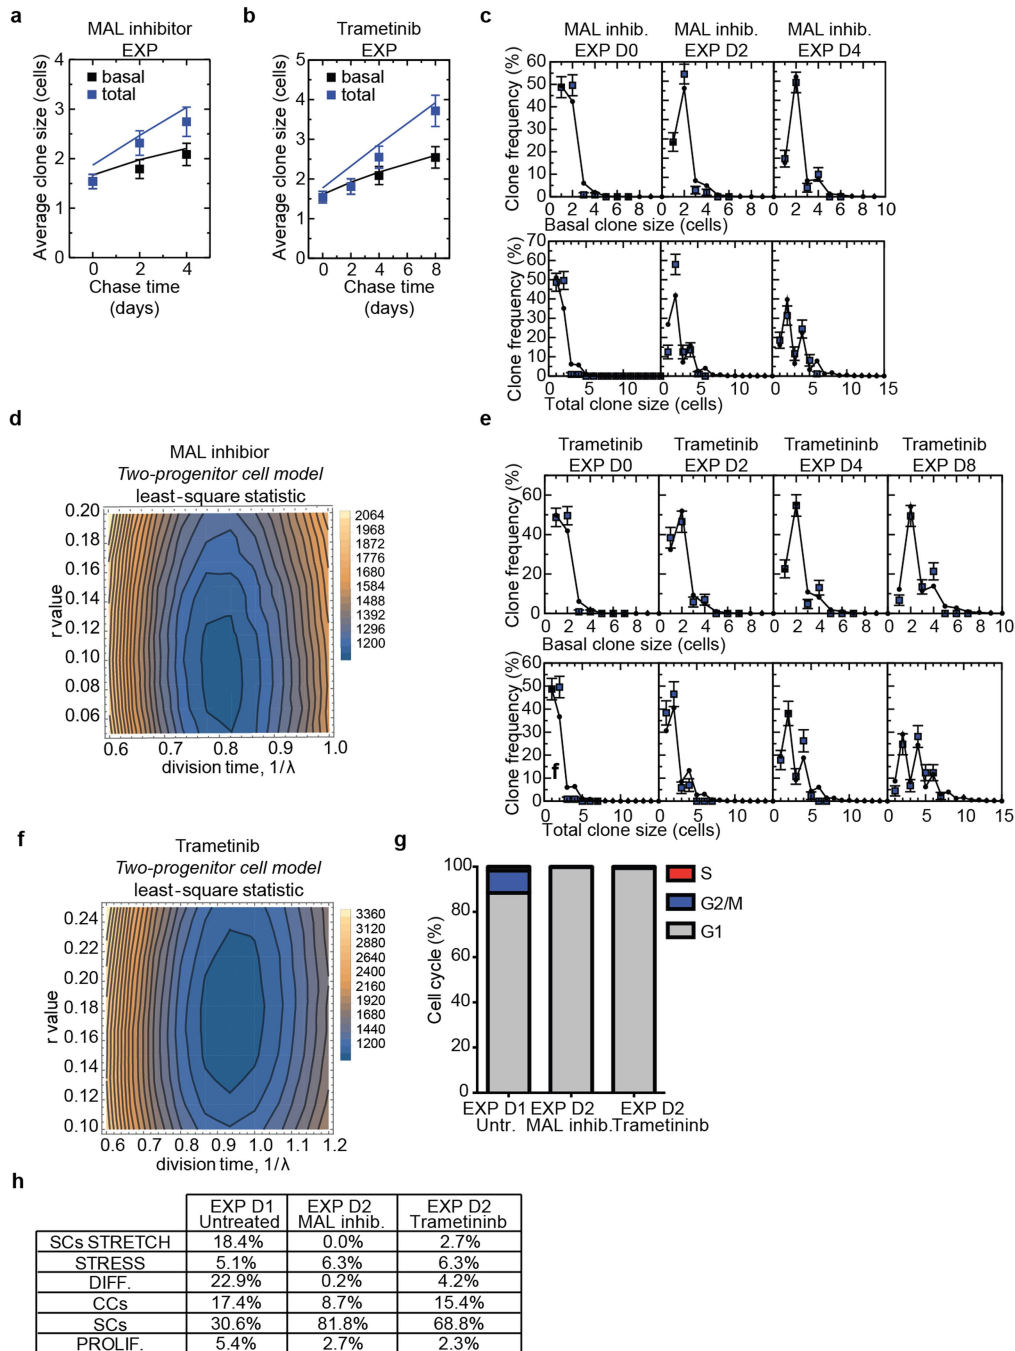 a
MAL inhibitor
EXP
Average clone size (cells)
4
3
2
1
0
basal
total
0
2
4
Chase time
(days)
b
Trametinib
EXP
Average clone size (cells)
5
4
3
2
1
0
basal
total
0
2
4
6
8
Chase time
(days)
c
MAL inhib.
EXP D0
MAL inhib.
EXP D2
MAL inhib.
EXP D4
Clone frequency (%)
60
50
40
30
20
10
0
0 2 4 6 8 0 2 4 6 8 0 2 4 6 8 10
Basal clone size (cells)
Clone frequency (%)
70
60
50
40
30
20
10
0
0 5 10 0 5 10 0 5 10 15
Total clone size (cells)
d
MAL inhibior
Two-progenitor cell model
least-square statistic
r value
0.20
0.18
0.16
0.14
0.12
0.10
0.08
0.06
0.6 0.7 0.8 0.9 1.0
division time, 1/λ
2064
1968
1872
1776
1680
1584
1488
1392
1296
1200
e
Trametinib
EXP D0
Trametinib
EXP D2
Trametininb
EXP D4
Trametinib
EXP D8
Clone frequency (%)
60
40
20
0
0 2 4 6 8 0 2 4 6 8 0 2 4 6 8 0 2 4 6 8 10
Basal clone size (cells)
Clone frequency (%)
60
50
40
30
20
10
0
f
0 5 10 0 5 10 0 5 10 0 5 10 15
Total clone size (cells)
f
Trametinib
Two-progenitor cell model
least-square statistic
r value
0.24
0.22
0.20
0.18
0.16
0.14
0.12
0.10
0.6 0.7 0.8 0.9 1.0 1.1 1.2
division time, 1/λ
3360
3120
2880
2640
2400
2160
1920
1680
1440
1200
g
Cell cycle (%)
100
80
60
40
20
0
S
G2/M
G1
EXP D1
Untr.
EXP D2
MAL inhib.
EXP D2
Trametininb
h
EXP D1 EXP D2 EXP D2
Untreated MAL inhib. Trametininb
SCs STRETCH 18.4% 0.0% 2.7%
STRESS 5.1% 6.3% 6.3%
DIFF. 22.9% 0.2% 4.2%
CCs 17.4% 8.7% 15.4%
SCs 30.6% 81.8% 68.8%
PROLIF. 5.4% 2.7% 2.3%